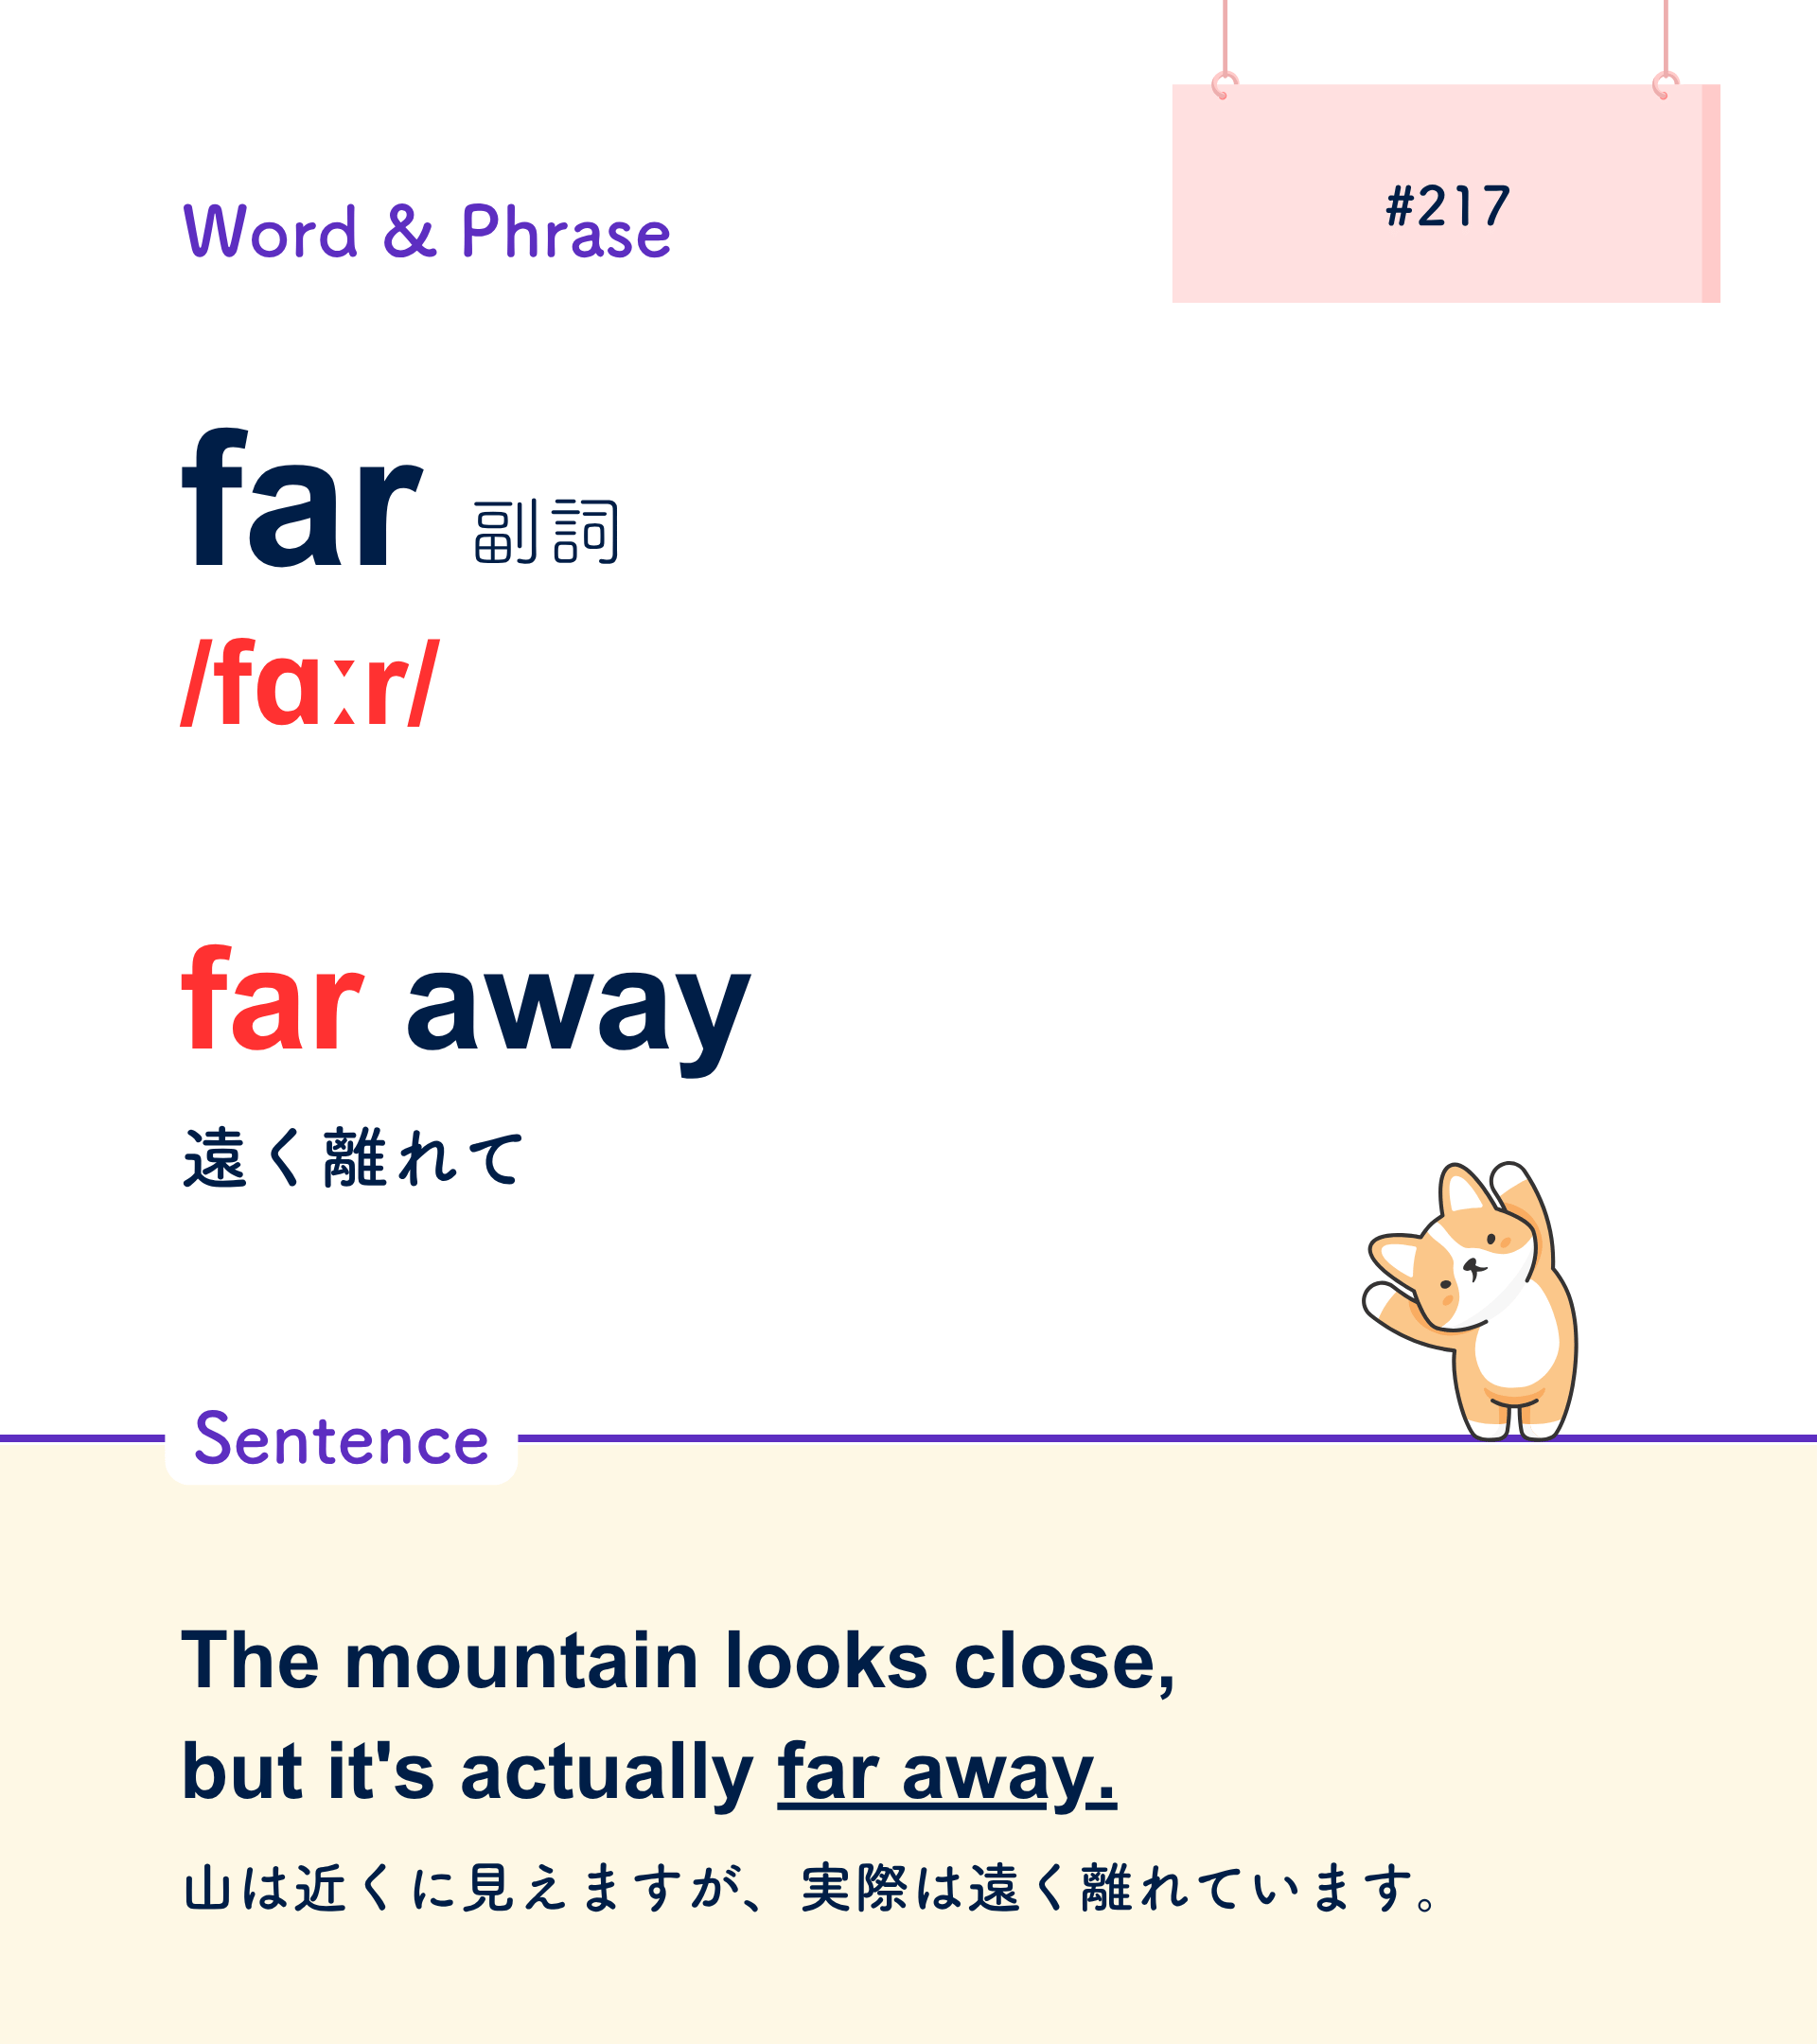 #217
Word & Phrase
far 副詞
/fɑːr/
far away
遠く離れて
Sentence
The mountain looks close,
but it's actually far away.
山は近くに見えますが、実際は遠く離れています。